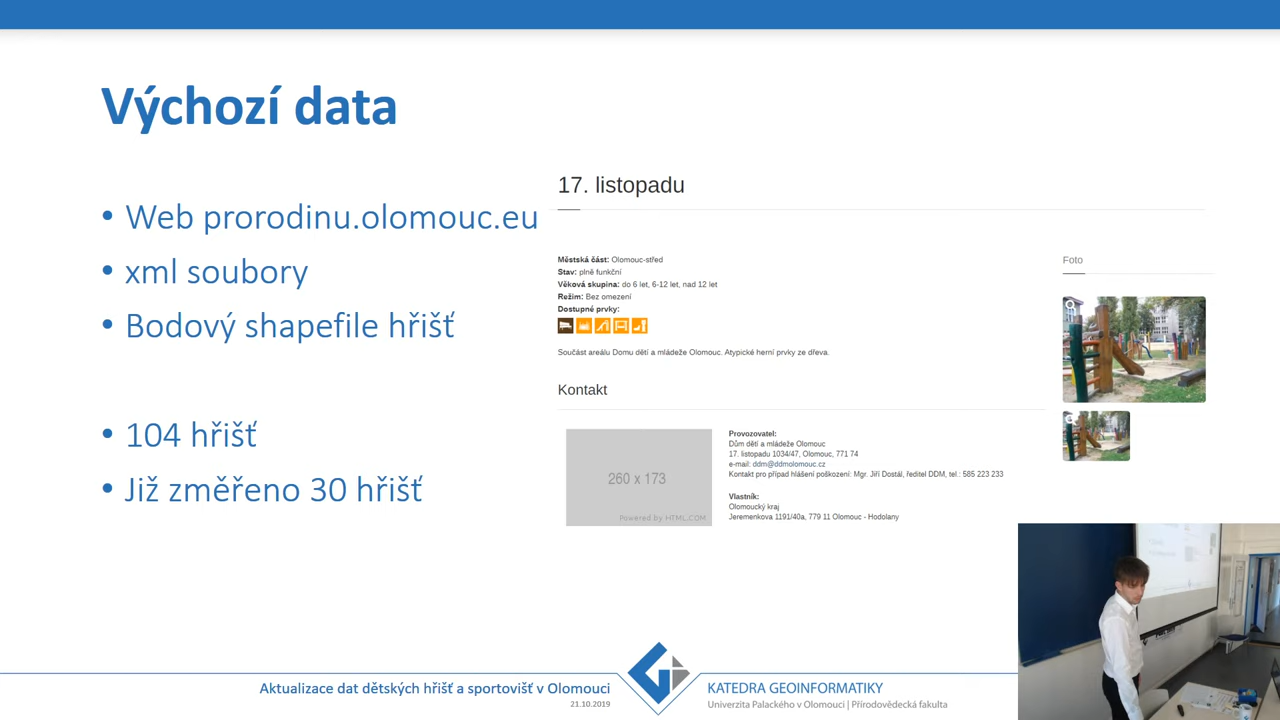 Výchozí data
• Web prorodinu.olomouc.eu
• xml soubory
• Bodový shapefile hřišť
• 104 hřišť
• Již změřeno 30 hřišť
17. listopadu
Městská část: Olomouc-střed
Stav: plně funkční
Věková skupina: do 6 let, 6-12 let, nad 12 let
Režim: Bez omezení
Dostupné prvky:
Součást areálu Domu dětí a mládeže Olomouc. Atypické herní prvky ze dřeva.
Kontakt
260 x 173
Powered by HTML.COM
Provozovatel:
Dům dětí a mládeže Olomouc
17. listopadu 1034/47, Olomouc, 771 74
e-mail: ddm@ddmolomouc.cz
Kontakt pro případ hlášení poškození: Mgr. Jiří Dostál, ředitel DDM, tel.: 585 223 233
Vlastník:
Olomoucký kraj
Jeremenkova 1191/40a, 779 11 Olomouc - Hodolany
Foto
Aktualizace dat dětských hřišť a sportovišť v Olomouci
21.10.2019
KATEDRA GEOINFORMATIKY
Univerzita Palackého v Olomouci | Přírodovědecká fakulta